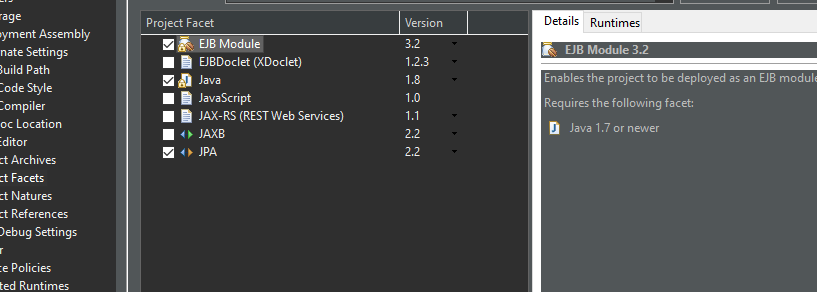 rs
rage
Project Facet Version
Details Runtimes
oyment Assembly
EJB Module 3.2
EJB Module 3.2
nate Settings
EJBDoclet (XDoclet) 1.2.3
Build Path
Java 1.8
Enables the project to be deployed as an EJB module
Code Style
JavaScript 1.0
Requires the following facet:
Compiler
JAX-RS (REST Web Services) 1.1
oc Location
JAXB 2.2
Java 1.7 or newer
Editor
JPA 2.2
ct Archives
ct Facets
ct Natures
ct References
Debug Settings
r
ce Policies
ted Runtimes